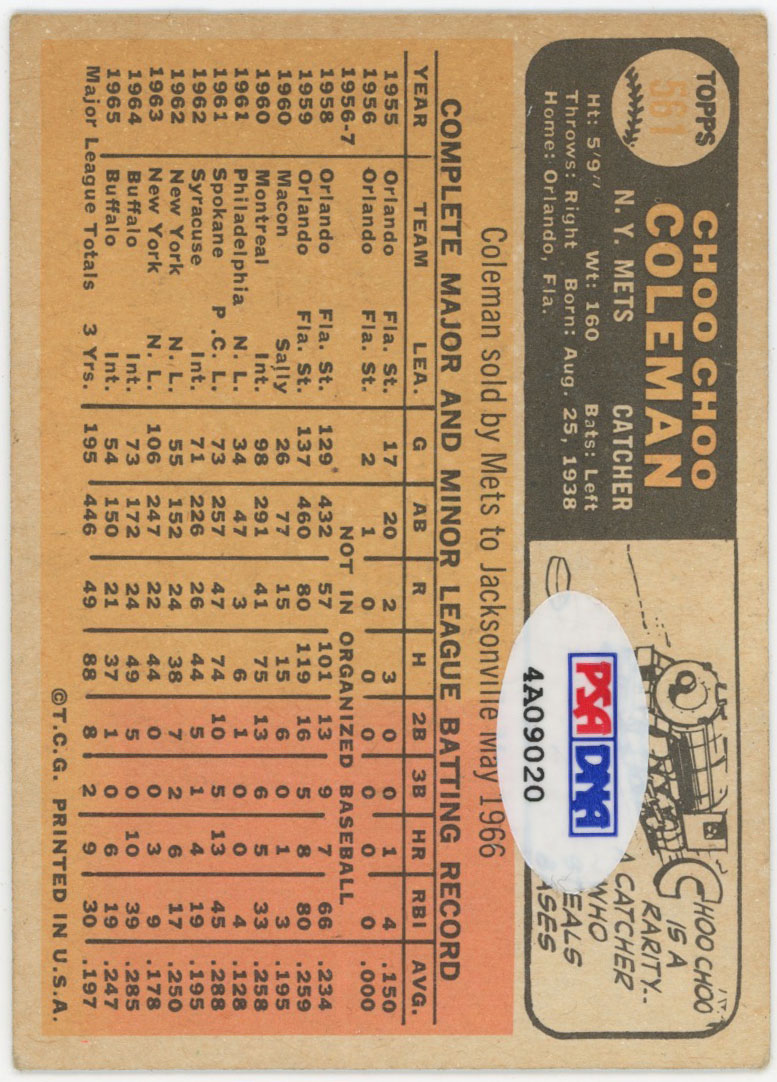 TOPPS
561
CHOO CHOO
COLEMAN
N. Y. METS CATCHER
Ht: 5'9" Wt: 160 Bats: Left
Throws: Right Born: Aug. 25, 1938
Home: Orlando, Fla.
CHOO CHOO
IS A
RARITY..
A CATCHER
WHO
PSA DNA
4A09020
Coleman sold by Mets to Jacksonville May 1966
COMPLETE MAJOR AND MINOR LEAGUE BATTING RECORD
YEAR TEAM LEA. G AB R H 2B 3B HR RBI AVG.
1955 Orlando Fla. St. 17 20 2 3 0 0 1 4 .150
1956 Orlando Fla. St. 2 1 0 0 0 0 0 0 .000
1956-7 NOT IN ORGANIZED BASEBALL
1958 Orlando Fla. St. 129 432 57 101 13 9 7 66 .234
1959 Orlando Fla. St. 137 460 80 119 16 5 8 80 .259
1960 Macon Sally 26 77 15 15 6 0 1 3 .195
1960 Montreal Int. 98 291 41 75 13 6 5 33 .258
1961 Philadelphia N. L. 34 47 3 6 1 0 0 4 .128
1961 Spokane P .C. L. 73 257 47 74 10 5 13 45 .288
1962 Syracuse Int. 71 226 26 44 5 1 4 19 .195
1962 New York N.L. 55 152 24 38 7 2 6 17 .250
1963 New York N. L. 106 247 22 44 0 0 3 9 .178
1964 Buffalo Int. 73 172 24 49 5 0 10 39 .285
1965 Buffalo Int. 54 150 21 37 1 0 0 19 .247
Major League Totals 3 Yrs. 195 446 49 88 8 2 9 30 .197
©T.C.G. PRINTED IN U.S.A.